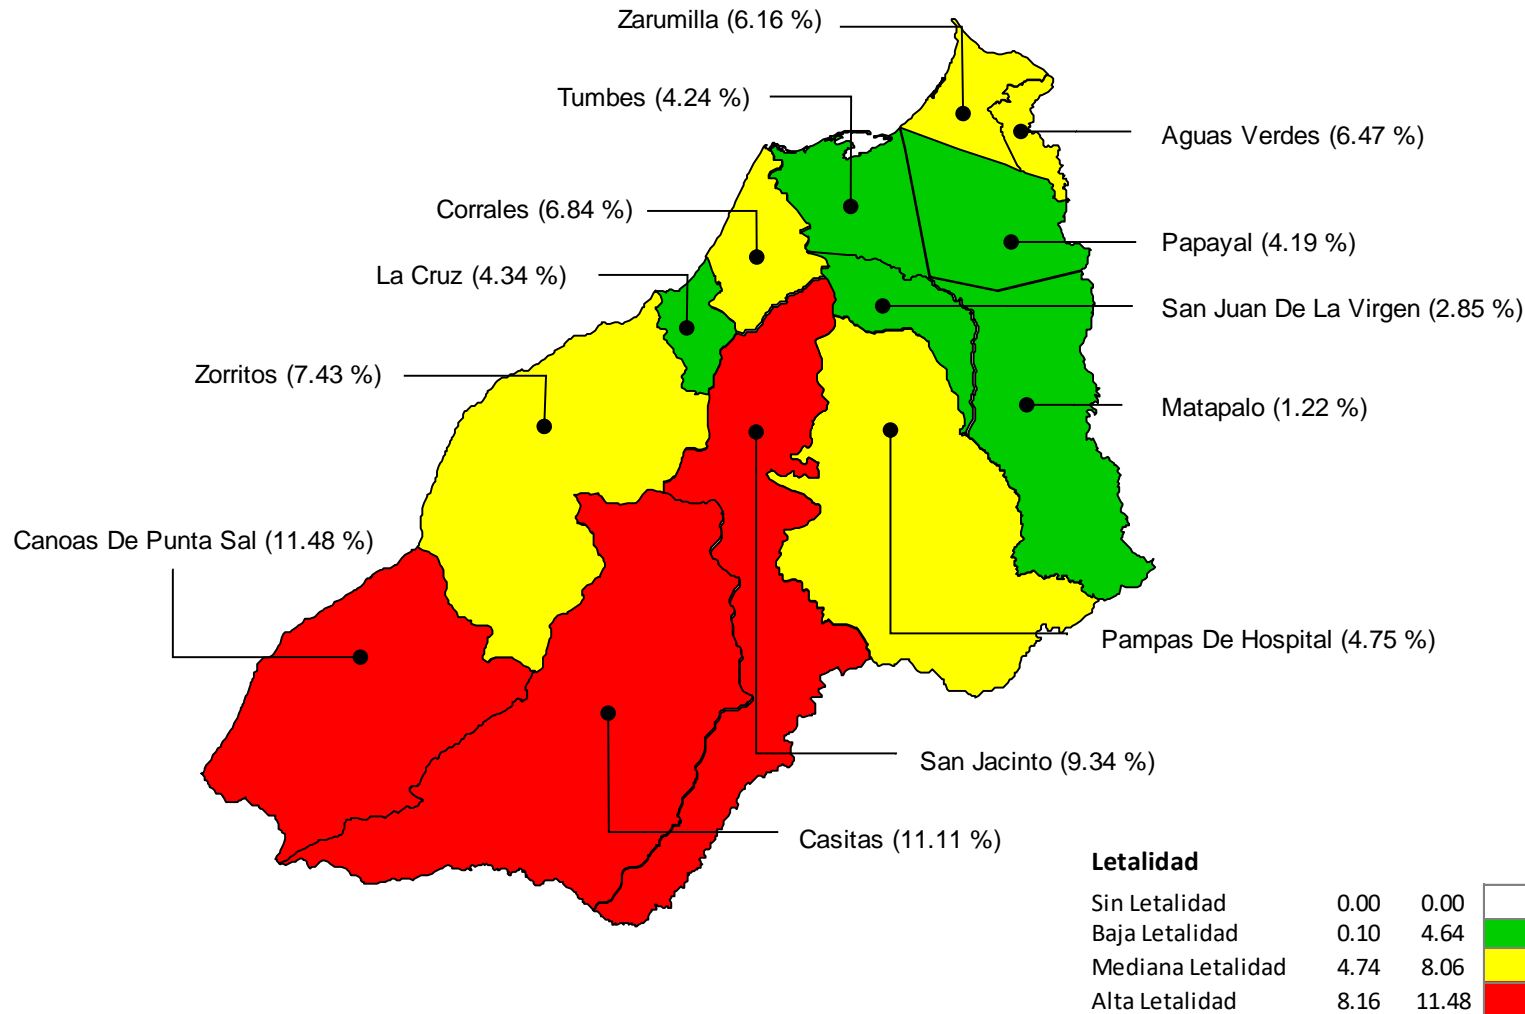 Zarumilla (6.16 %)
Tumbes (4.24 %)
Aguas Verdes (6.47 %)
Corrales (6.84 %)
Papayal (4.19 %)
La Cruz (4.34 %)
San Juan De La Virgen (2.85 %)
Zorritos (7.43 %)
Matapalo (1.22 %)
Canoas De Punta Sal (11.48 %)
Pampas De Hospital (4.75 %)
San Jacinto (9.34 %)
Casitas (11.11 %)
Letalidad
Sin Letalidad 0.00 0.00
Baja Letalidad 0.10 4.64
Mediana Letalidad 4.74 8.06
Alta Letalidad 8.16 11.48